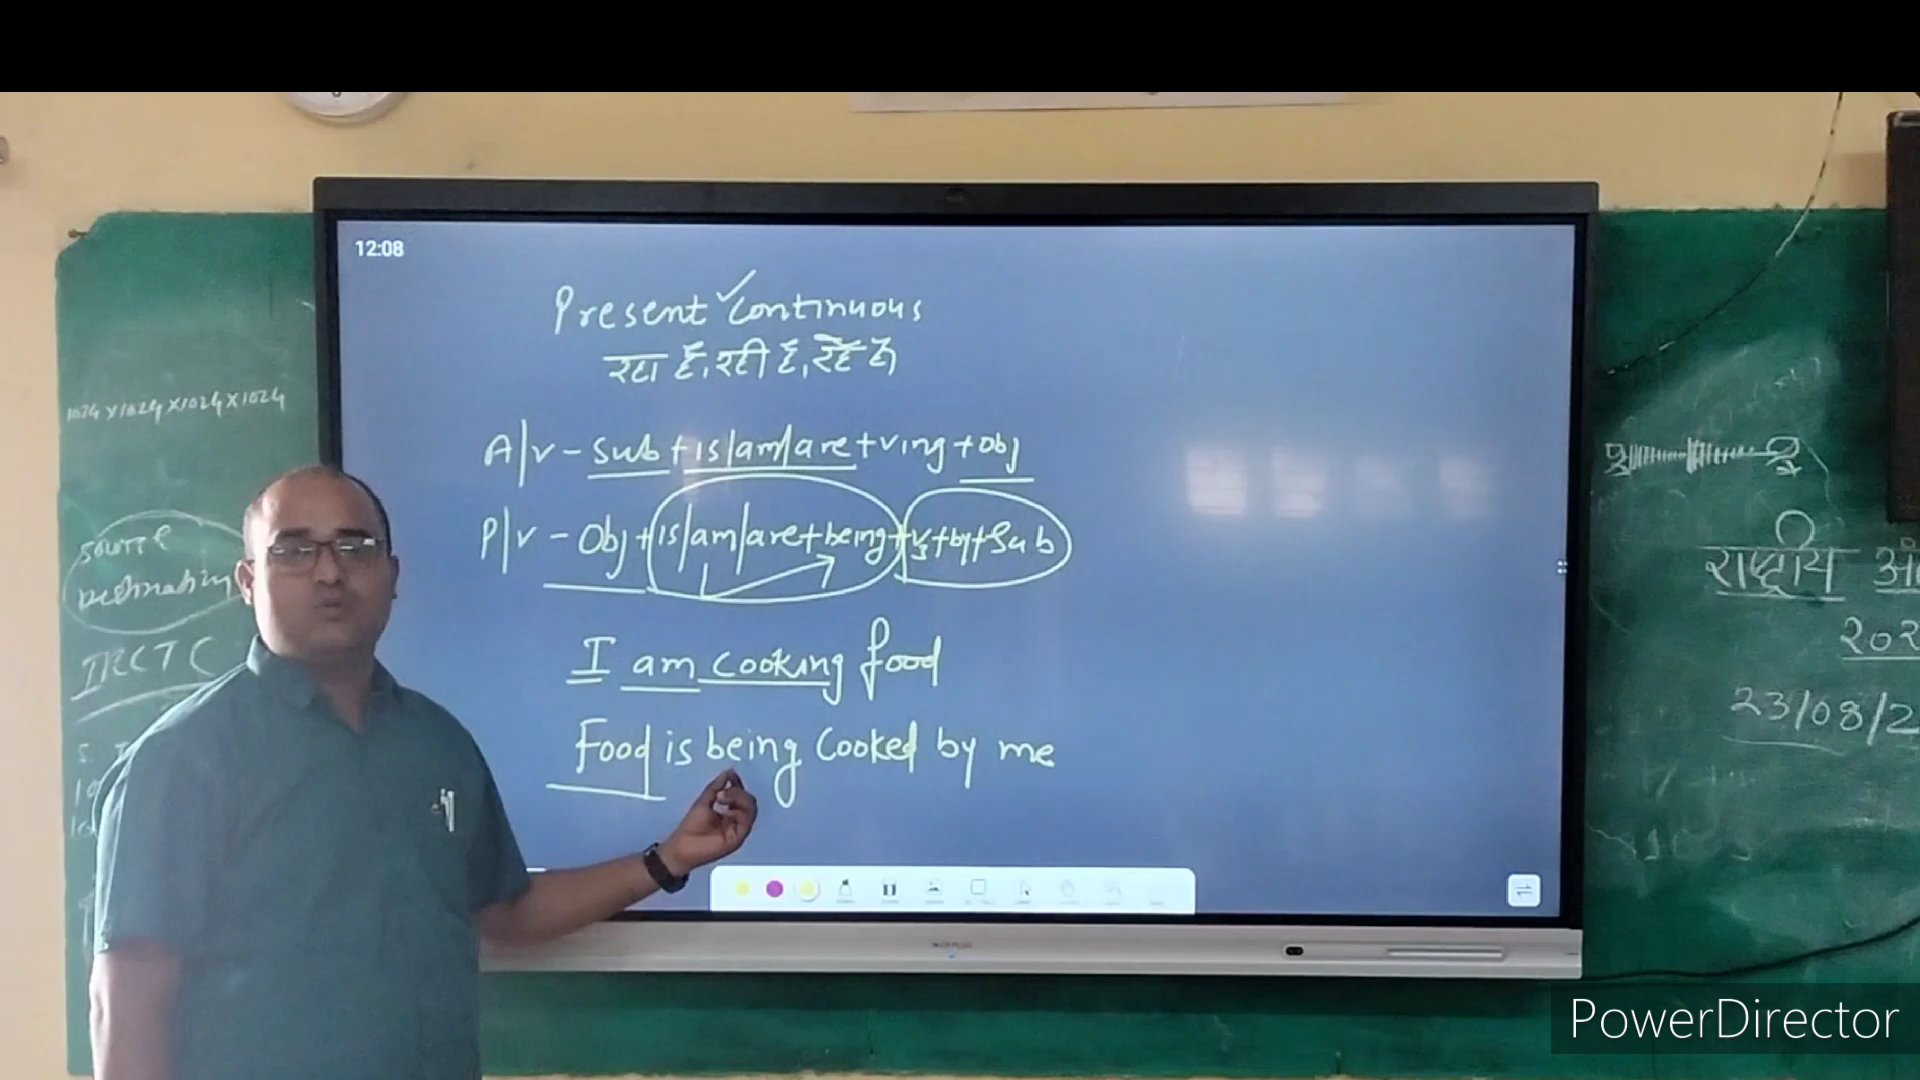 12:08
Present Continuous
रहा है, रही है, रहे हैं
A/v - Sub + is/am/are + ving + obj
P/v - Obj + is/am/are + being + V3 + by + Sub
I am cooking food
Food is being Cooked by me
1024 x 1024 x 1024 x 1024
Source
IRCTC
राष्ट्रीय
23/08/2
PowerDirector